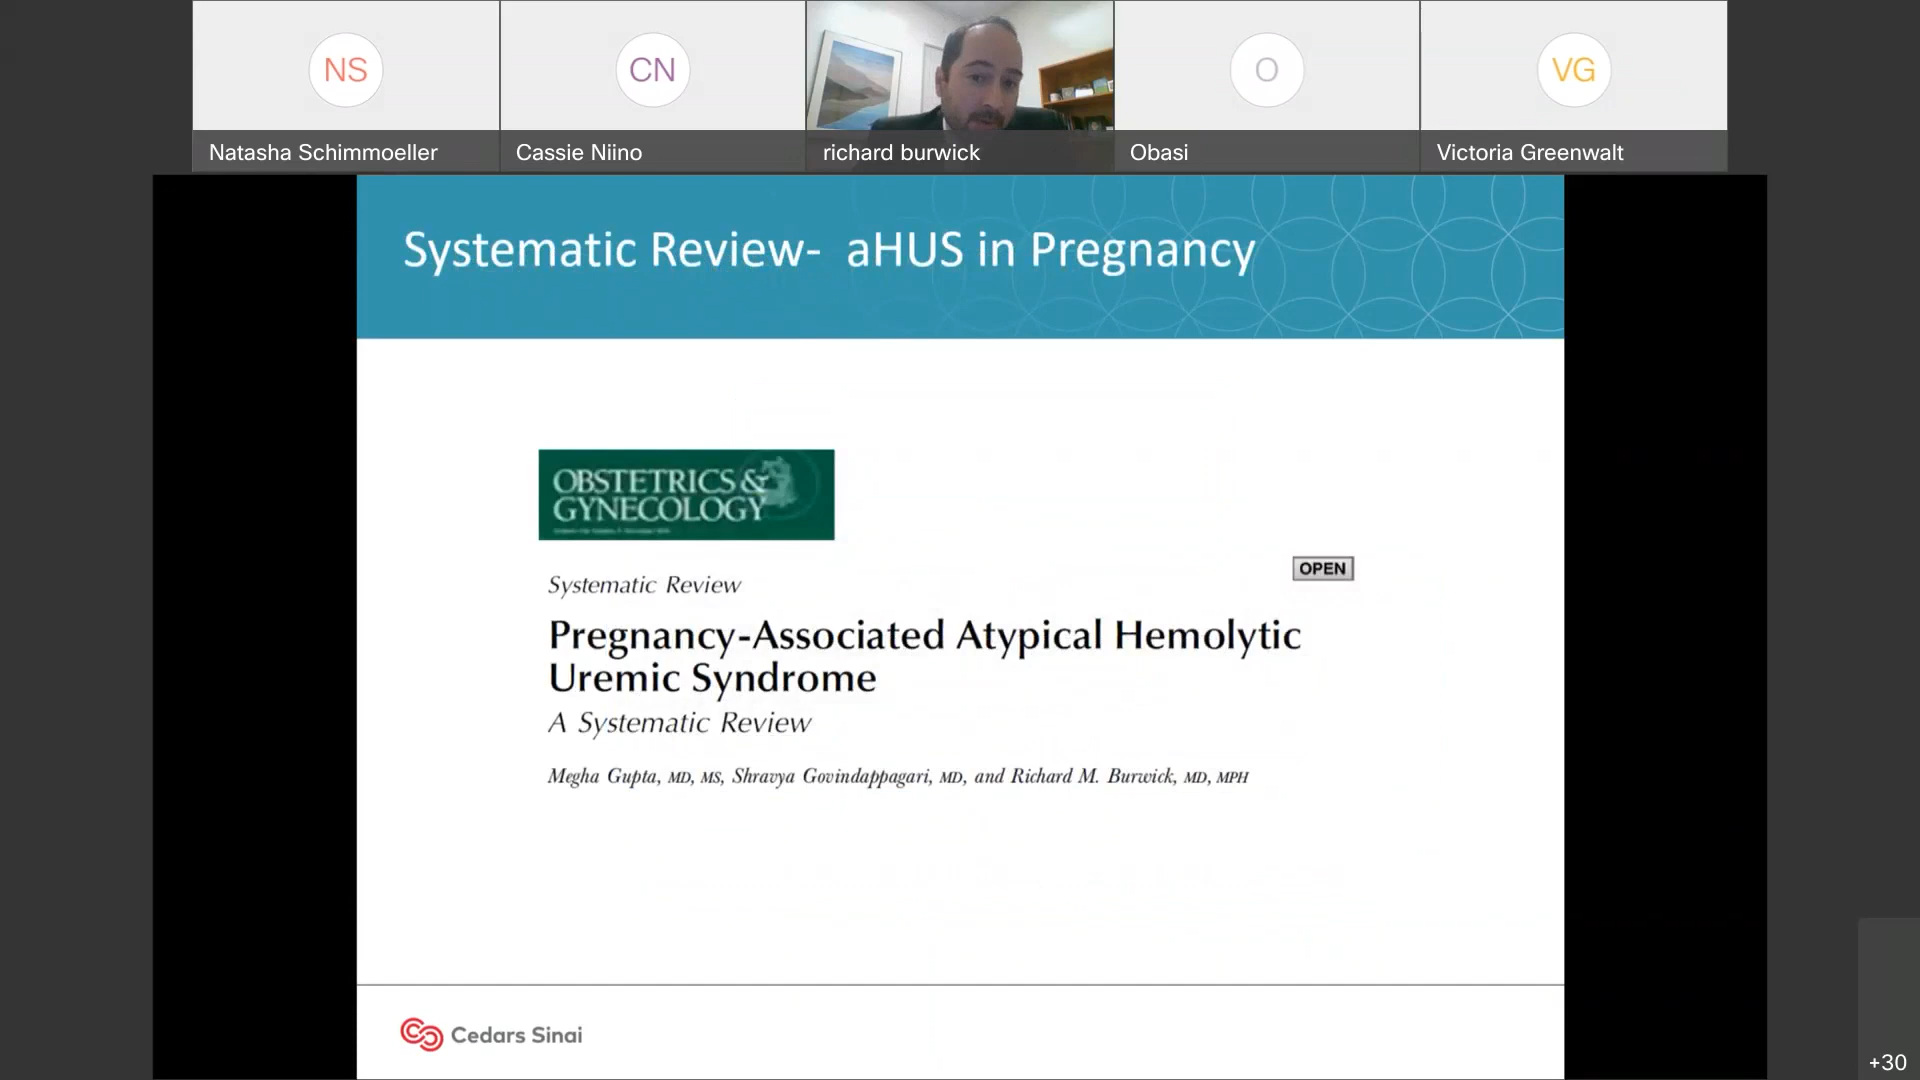 NS
CN
O
VG
Natasha Schimmoeller
Cassie Niino
richard burwick
Obasi
Victoria Greenwalt
Systematic Review-  aHUS in Pregnancy
OBSTETRICS &
GYNECOLOGY
OPEN
Systematic Review
Pregnancy-Associated Atypical Hemolytic
Uremic Syndrome
A Systematic Review
Megha Gupta, MD, MS, Shravya Govindappagari, MD, and Richard M. Burwick, MD, MPH
Cedars Sinai
+30